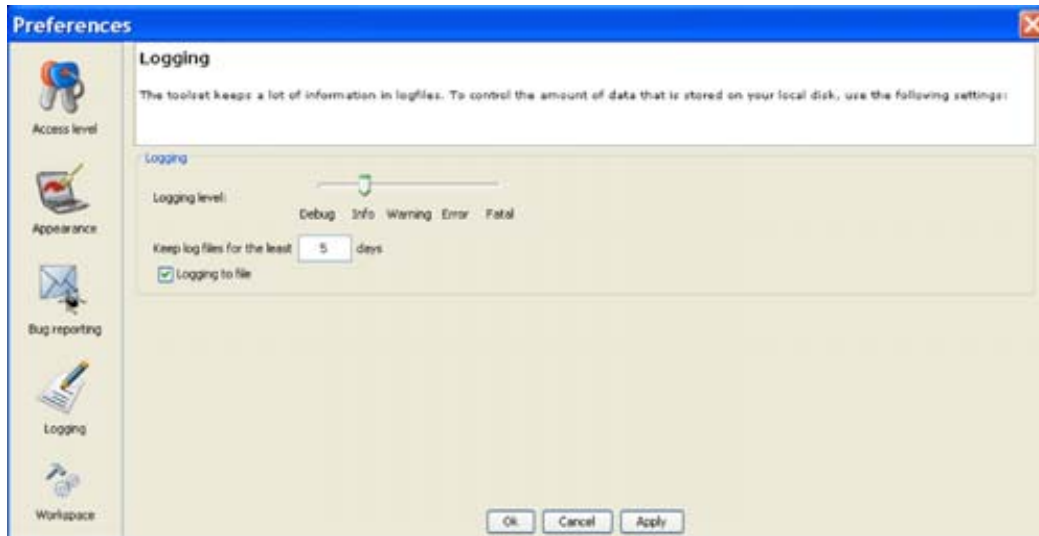 Preferences
Access level
Appearance
Bug reporting
Logging
Workspace
Logging
The toolset keeps a lot of information in logfiles. To control the amount of data that is stored on your local disk, use the following settings:
Logging
Logging level:
Debug Info Warning Error Fatal
Keep log files for the least 5 days
Logging to file
Ok Cancel Apply